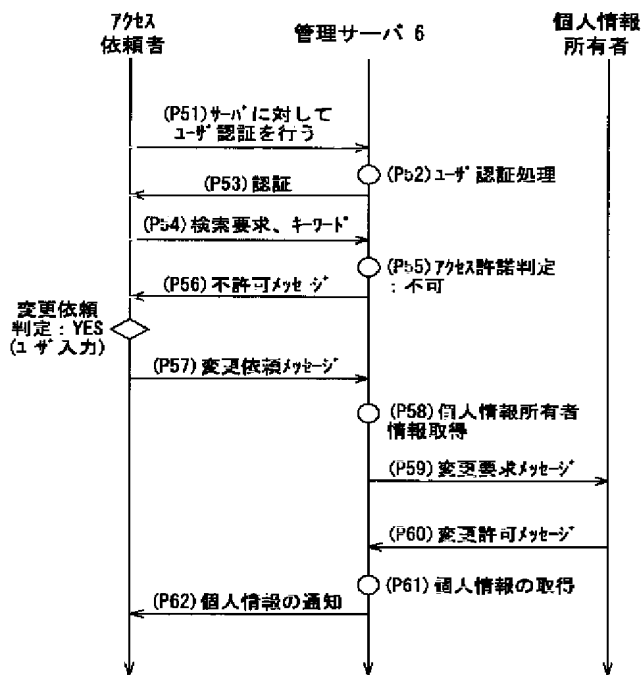 アクセス
依頼者
管理サーバ 6
個人情報
所有者
(P51)サーバに対して
ユーザ認証を行う
(P52)ユーザ認証処理
(P53)認証
(P54)検索要求、キーワード
(P55)アクセス許諾判定
:不可
(P56)不許可メッセージ
変更依頼
判定:YES
(ユーザ入力)
(P57)変更依頼メッセージ
(P58)個人情報所有者
情報取得
(P59)変更要求メッセージ
(P60)変更許可メッセージ
(P61)個人情報の取得
(P62)個人情報の通知